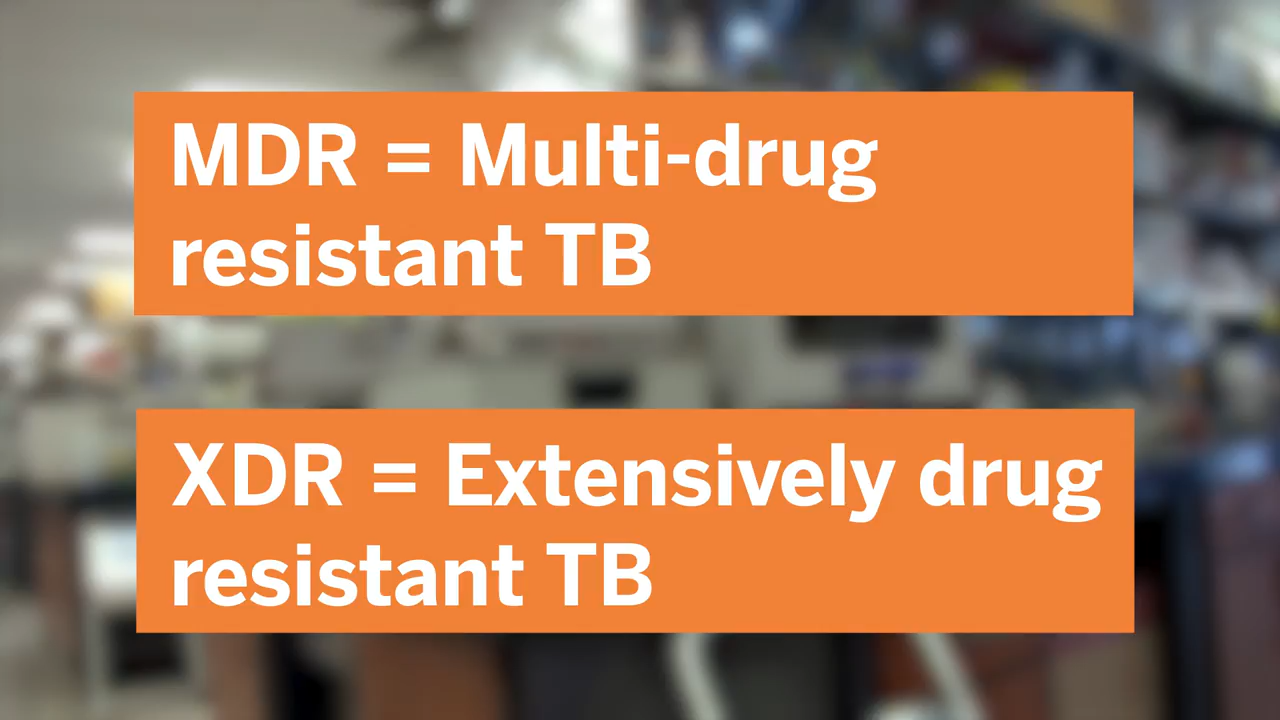 MDR = Multi-drug
resistant TB
XDR = Extensively drug
resistant TB